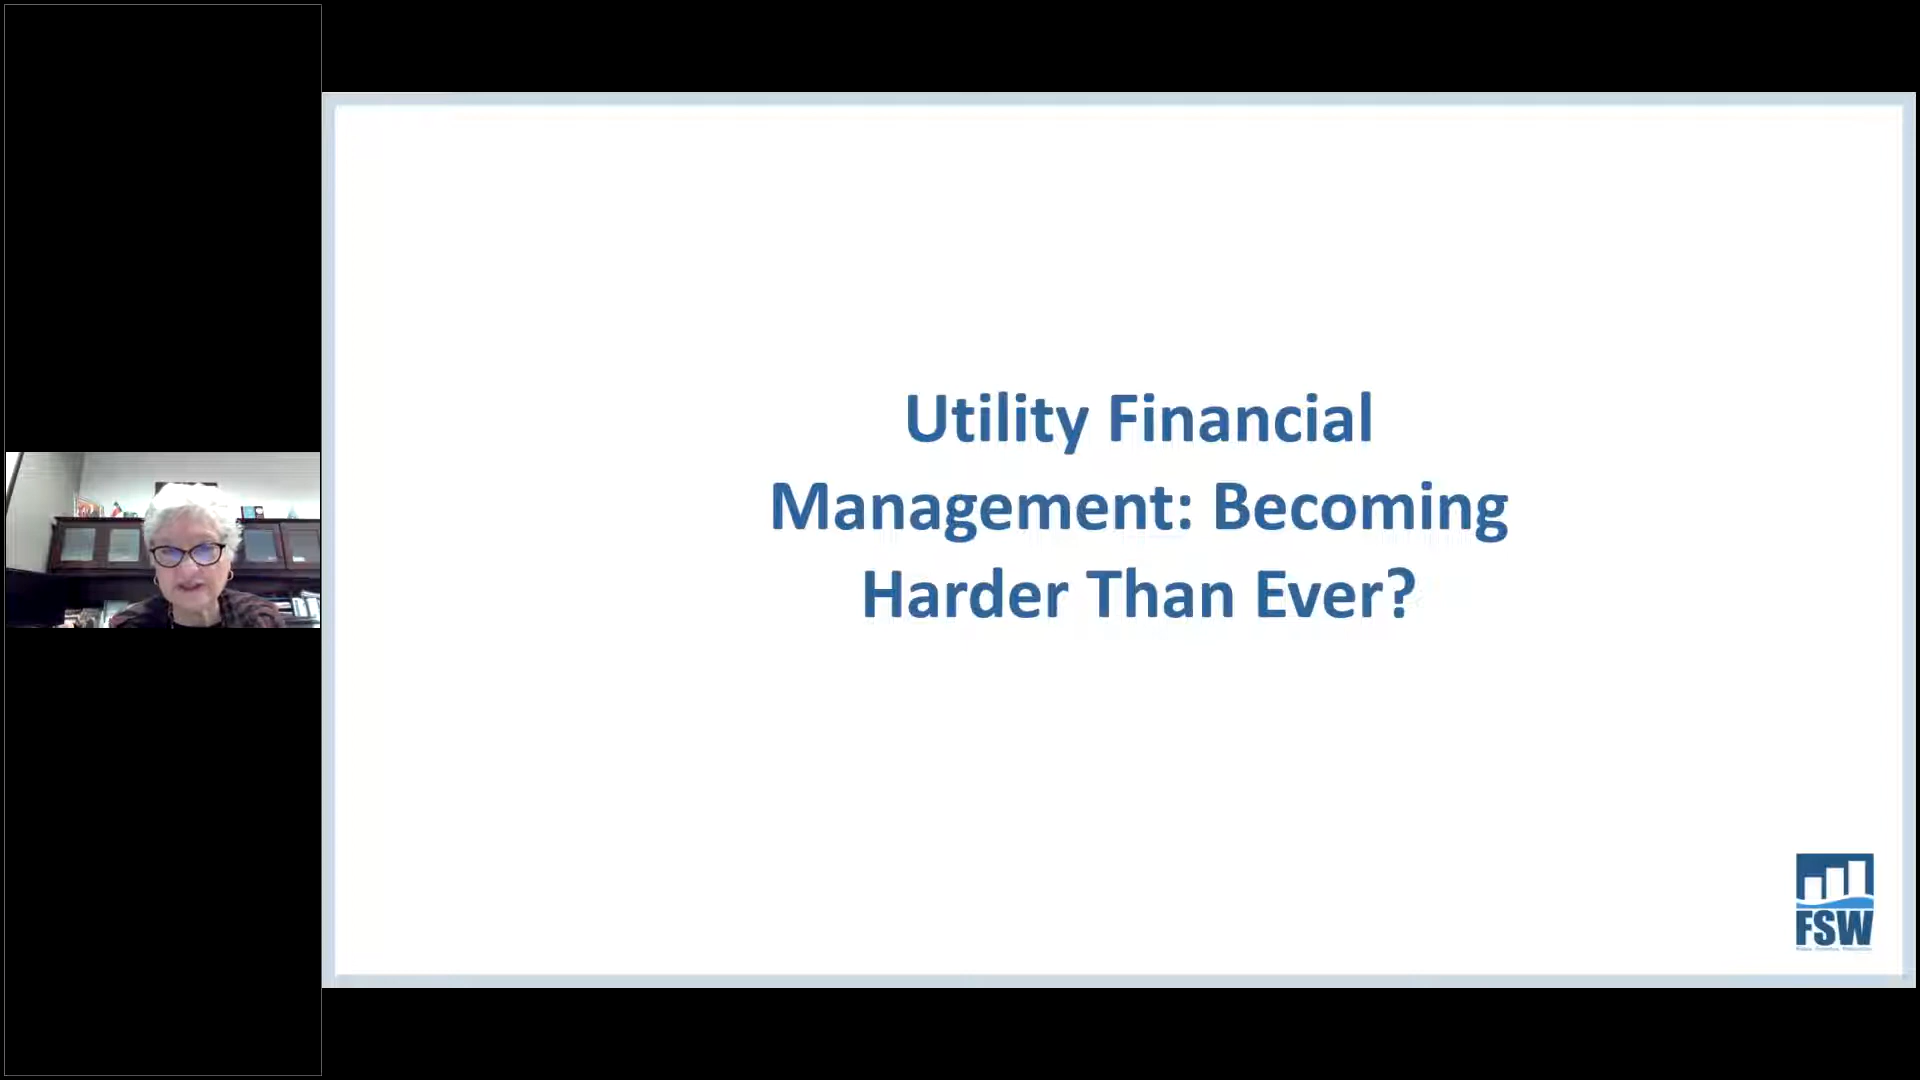 Utility Financial
Management: Becoming
Harder Than Ever?
FSW